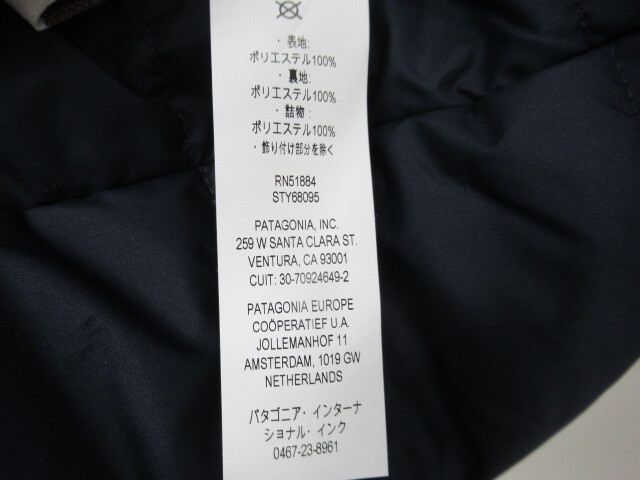 ・表地:
ポリエステル100%
・裏地:
ポリエステル100%
・詰物:
ポリエステル100%
・飾り付け部分を除く
RN51884
STY68095
PATAGONIA, INC.
259 W SANTA CLARA ST.
VENTURA, CA 93001
CUIT: 30-70924649-2
PATAGONIA EUROPE
COÖPERATIEF U.A.
JOLLEMANHOF 11
AMSTERDAM, 1019 GW
NETHERLANDS
パタゴニア・インターナ
ショナル・インク
0467-23-8961